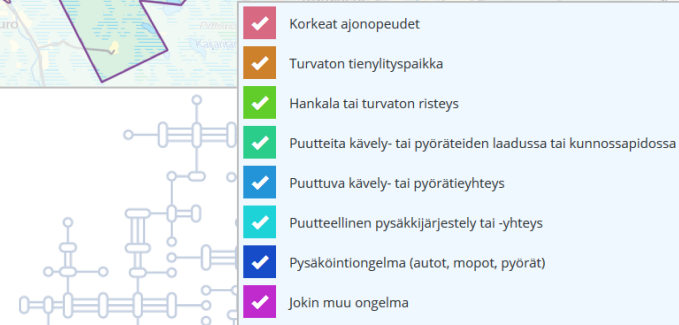 Korkeat ajonopeudet
Turvaton tienylityspaikka
Hankala tai turvaton risteys
Puutteita kävely- tai pyöräteiden laadussa tai kunnossapidossa
Puuttuva kävely- tai pyörätieyhteys
Puutteellinen pysäkkijärjestely tai -yhteys
Pysäköintiongelma (autot, mopot, pyörät)
Jokin muu ongelma